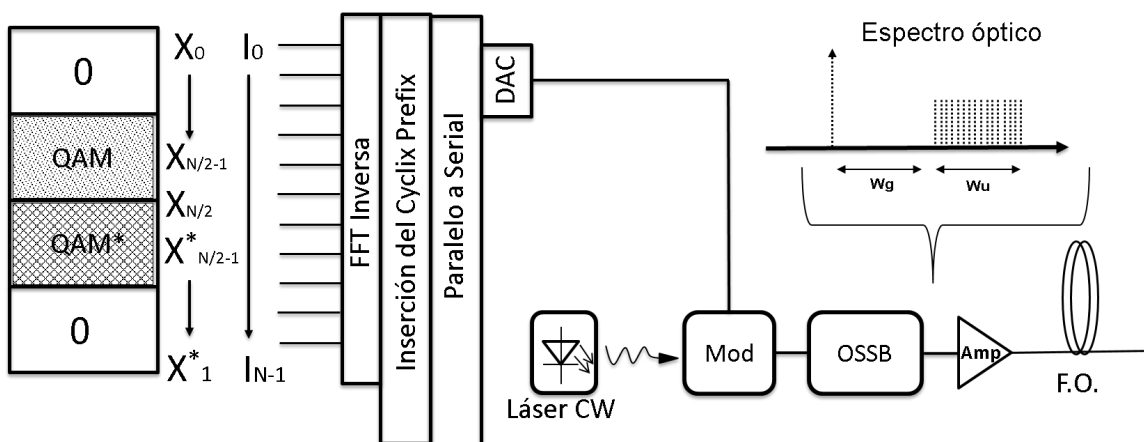 0
QAM
QAM*
0
X0
XN/2-1
XN/2
X*N/2-1
X*1
I0
IN-1
FFT Inversa
Inserción del Cyclix Prefix
Paralelo a Serial
DAC
Espectro óptico
wg
wu
Láser CW
Mod
OSSB
Amp
F.O.